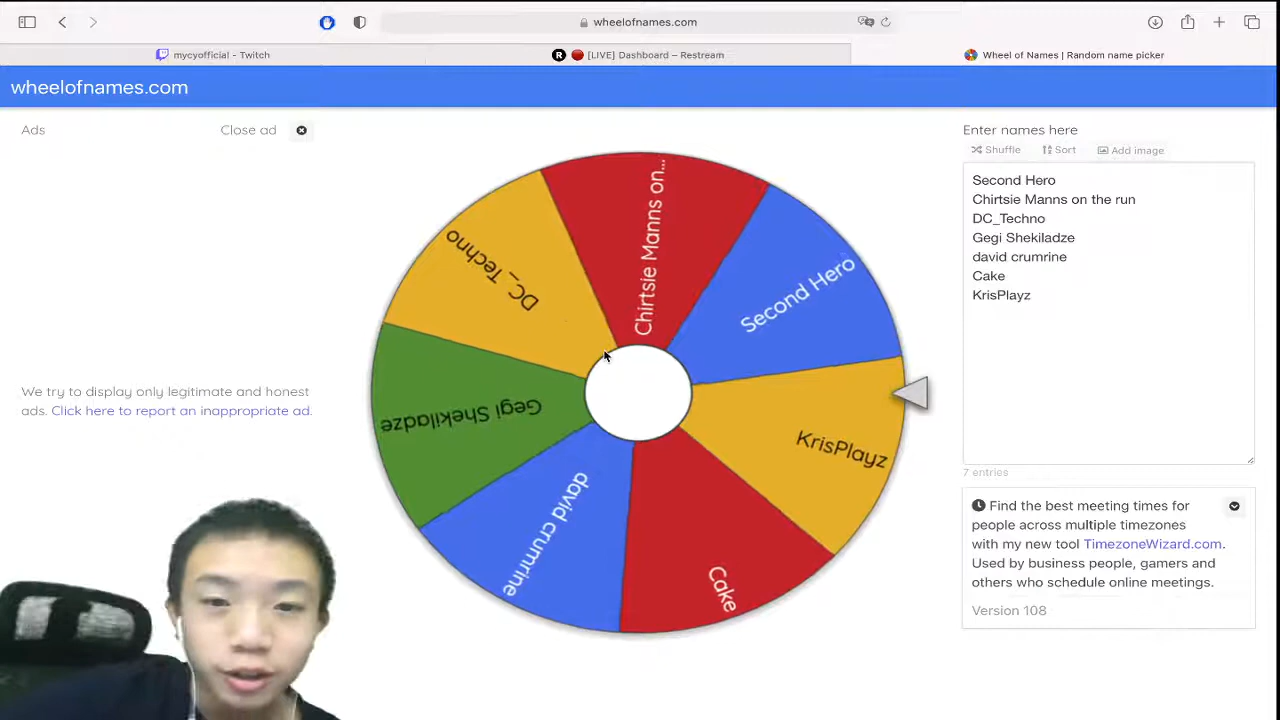 wheelofnames.com
mycyofficial - Twitch
R
[LIVE] Dashboard – Restream
Wheel of Names | Random name picker
wheelofnames.com
Ads
Close ad
We try to display only legitimate and honest
ads. Click here to report an inappropriate ad.
Chirtsie Manns on...
Second Hero
KrisPlayz
Cake
david crumrine
Gegi Shekiladze
DC_Techno
Enter names here
Shuffle
Sort
Add image
Second Hero
Chirtsie Manns on the run
DC_Techno
Gegi Shekiladze
david crumrine
Cake
KrisPlayz
7 entries
Find the best meeting times for
people across multiple timezones
with my new tool TimezoneWizard.com.
Used by business people, gamers and
others who schedule online meetings.
Version 108